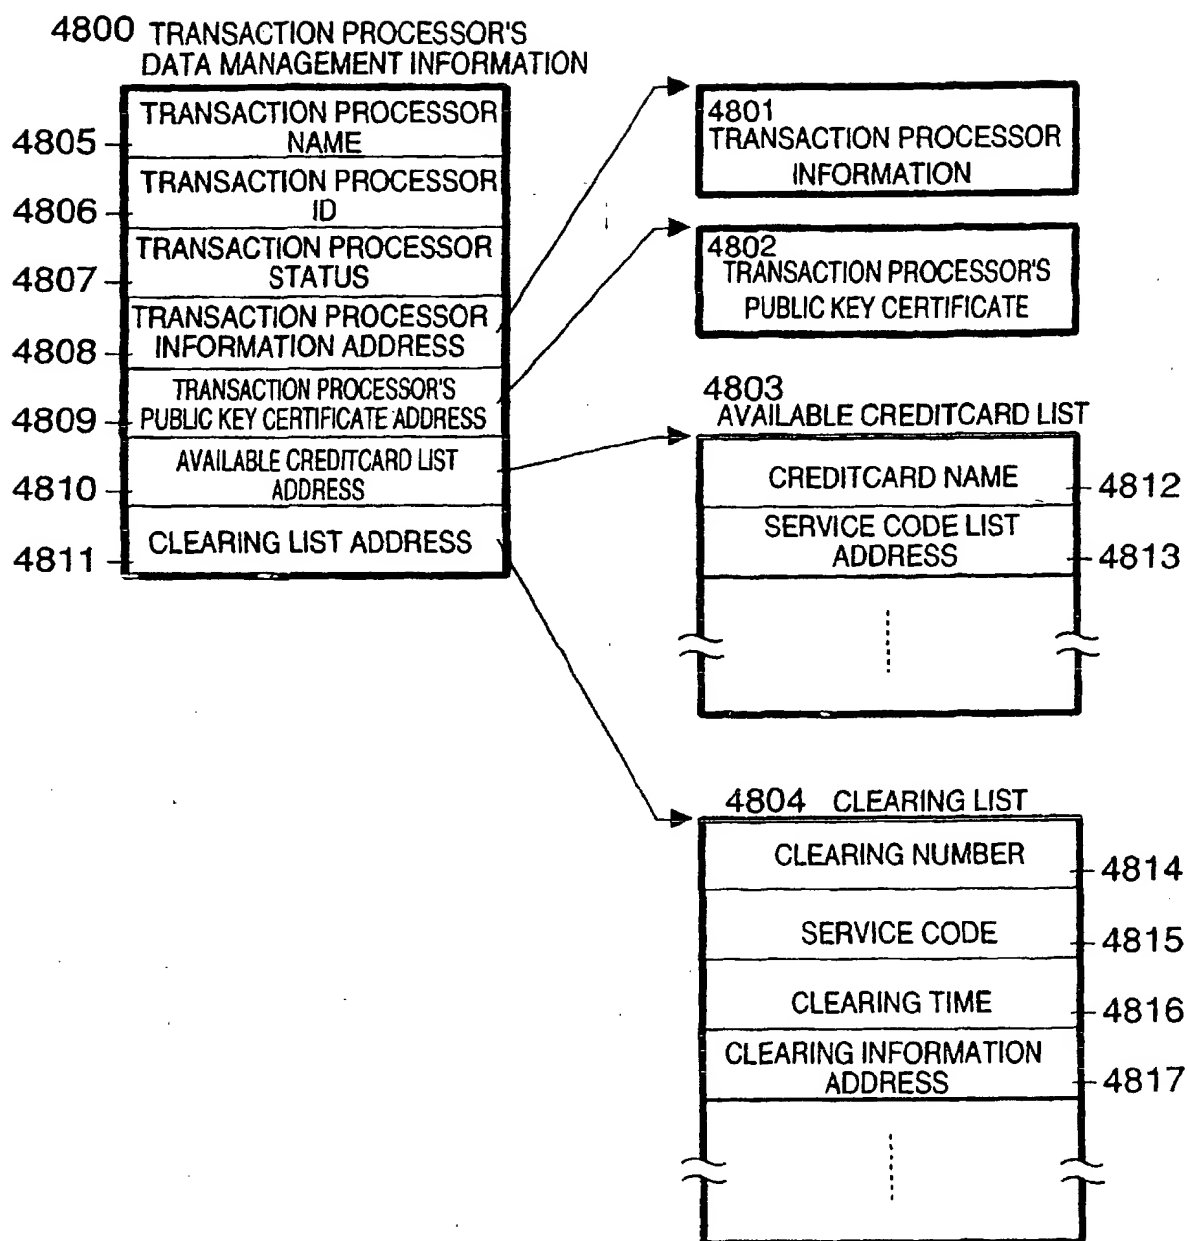 4800 TRANSACTION PROCESSOR'S
DATA MANAGEMENT INFORMATION
TRANSACTION PROCESSOR
NAME
4805
TRANSACTION PROCESSOR
ID
4806
TRANSACTION PROCESSOR
STATUS
4807
TRANSACTION PROCESSOR
INFORMATION ADDRESS
4808
TRANSACTION PROCESSOR'S
PUBLIC KEY CERTIFICATE ADDRESS
4809
AVAILABLE CREDITCARD LIST
ADDRESS
4810
CLEARING LIST ADDRESS
4811
4801
TRANSACTION PROCESSOR
INFORMATION
4802
TRANSACTION PROCESSOR'S
PUBLIC KEY CERTIFICATE
4803
AVAILABLE CREDITCARD LIST
CREDITCARD NAME
4812
SERVICE CODE LIST
ADDRESS
4813
4804 CLEARING LIST
CLEARING NUMBER
4814
SERVICE CODE
4815
CLEARING TIME
4816
CLEARING INFORMATION
ADDRESS
4817